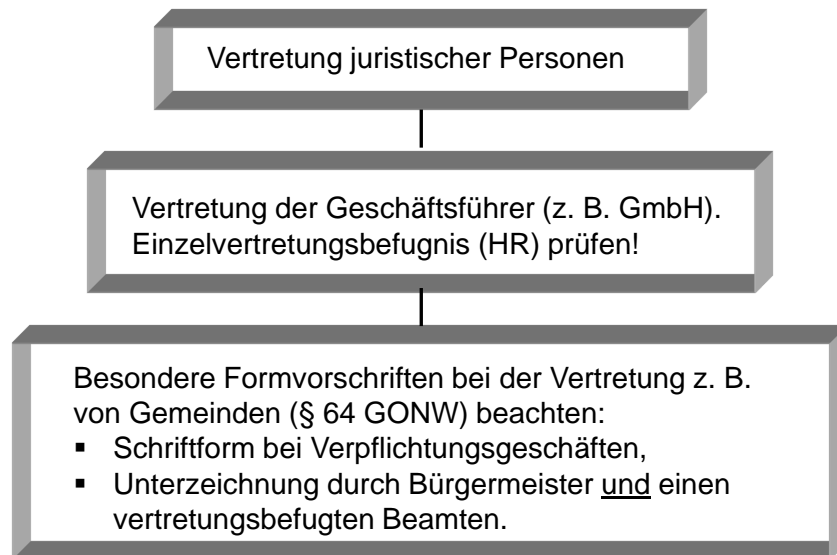 Vertretung juristischer Personen
Vertretung der Geschäftsführer (z. B. GmbH).
Einzelvertretungsbefugnis (HR) prüfen!
Besondere Formvorschriften bei der Vertretung z. B.
von Gemeinden (§ 64 GONW) beachten:
▪ Schriftform bei Verpflichtungsgeschäften,
▪ Unterzeichnung durch Bürgermeister und einen
vertretungsbefugten Beamten.